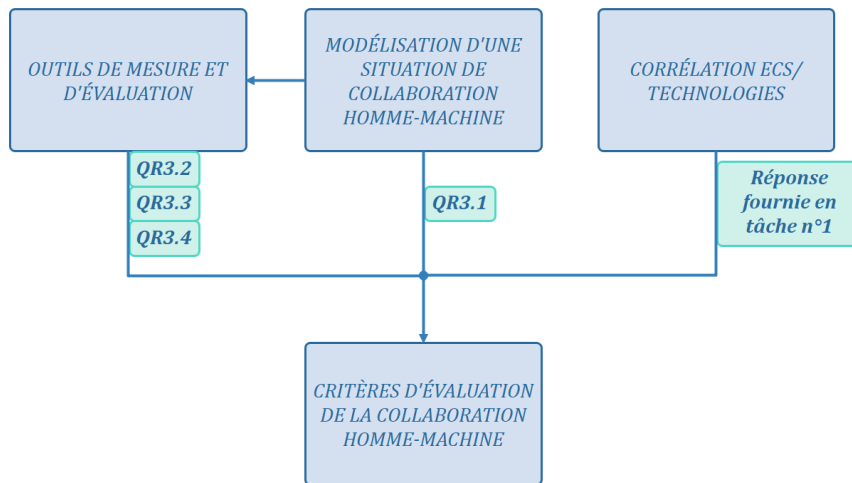 OUTILS DE MESURE ET
D'ÉVALUATION
MODÉLISATION D'UNE
SITUATION DE
COLLABORATION
HOMME-MACHINE
CORRÉLATION ECS/
TECHNOLOGIES
QR3.2
QR3.3
QR3.4
QR3.1
Réponse
fournie en
tâche n°1
CRITÈRES D'ÉVALUATION
DE LA COLLABORATION
HOMME-MACHINE